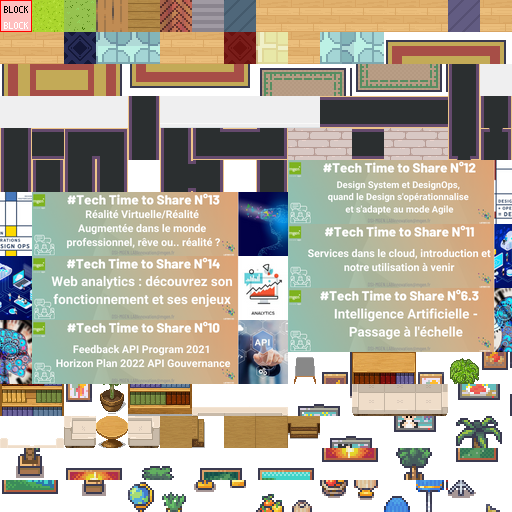 BLOCK
BLOCK
#Tech Time to Share N°12
Design System et DesignOps,
quand le Design s'opérationnalise
et s'adapte au mode Agile
#Tech Time to Share N°13
Réalité Virtuelle/Réalité
Augmentée dans le monde
professionnel, rêve ou.. réalité ?
#Tech Time to Share N°11
Services dans le cloud, introduction et
notre utilisation à venir
SIGN OPS
#Tech Time to Share N°14
Web analytics : découvrez son
fonctionnement et ses enjeux
ANALYTICS
#Tech Time to Share N°6.3
Intelligence Artificielle -
Passage à l'échelle
#Tech Time to Share N°10
Feedback API Program 2021
Horizon Plan 2022 API Gouvernance
API